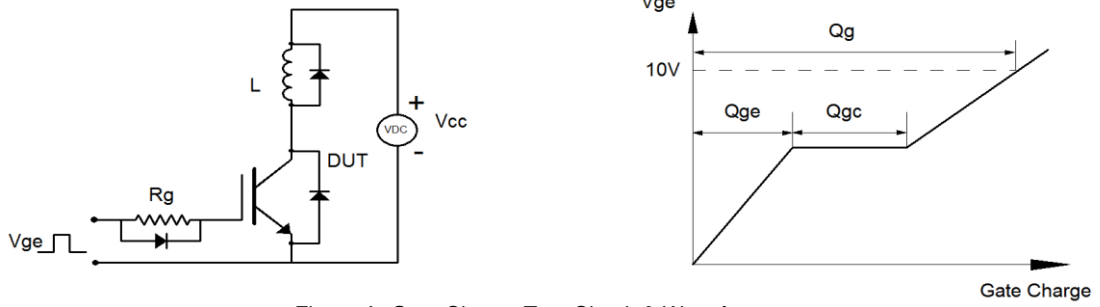 L
VDC
+
-
Vcc
DUT
Rg
Vge
Vge
Qg
10V
Qge
Qgc
Gate Charge